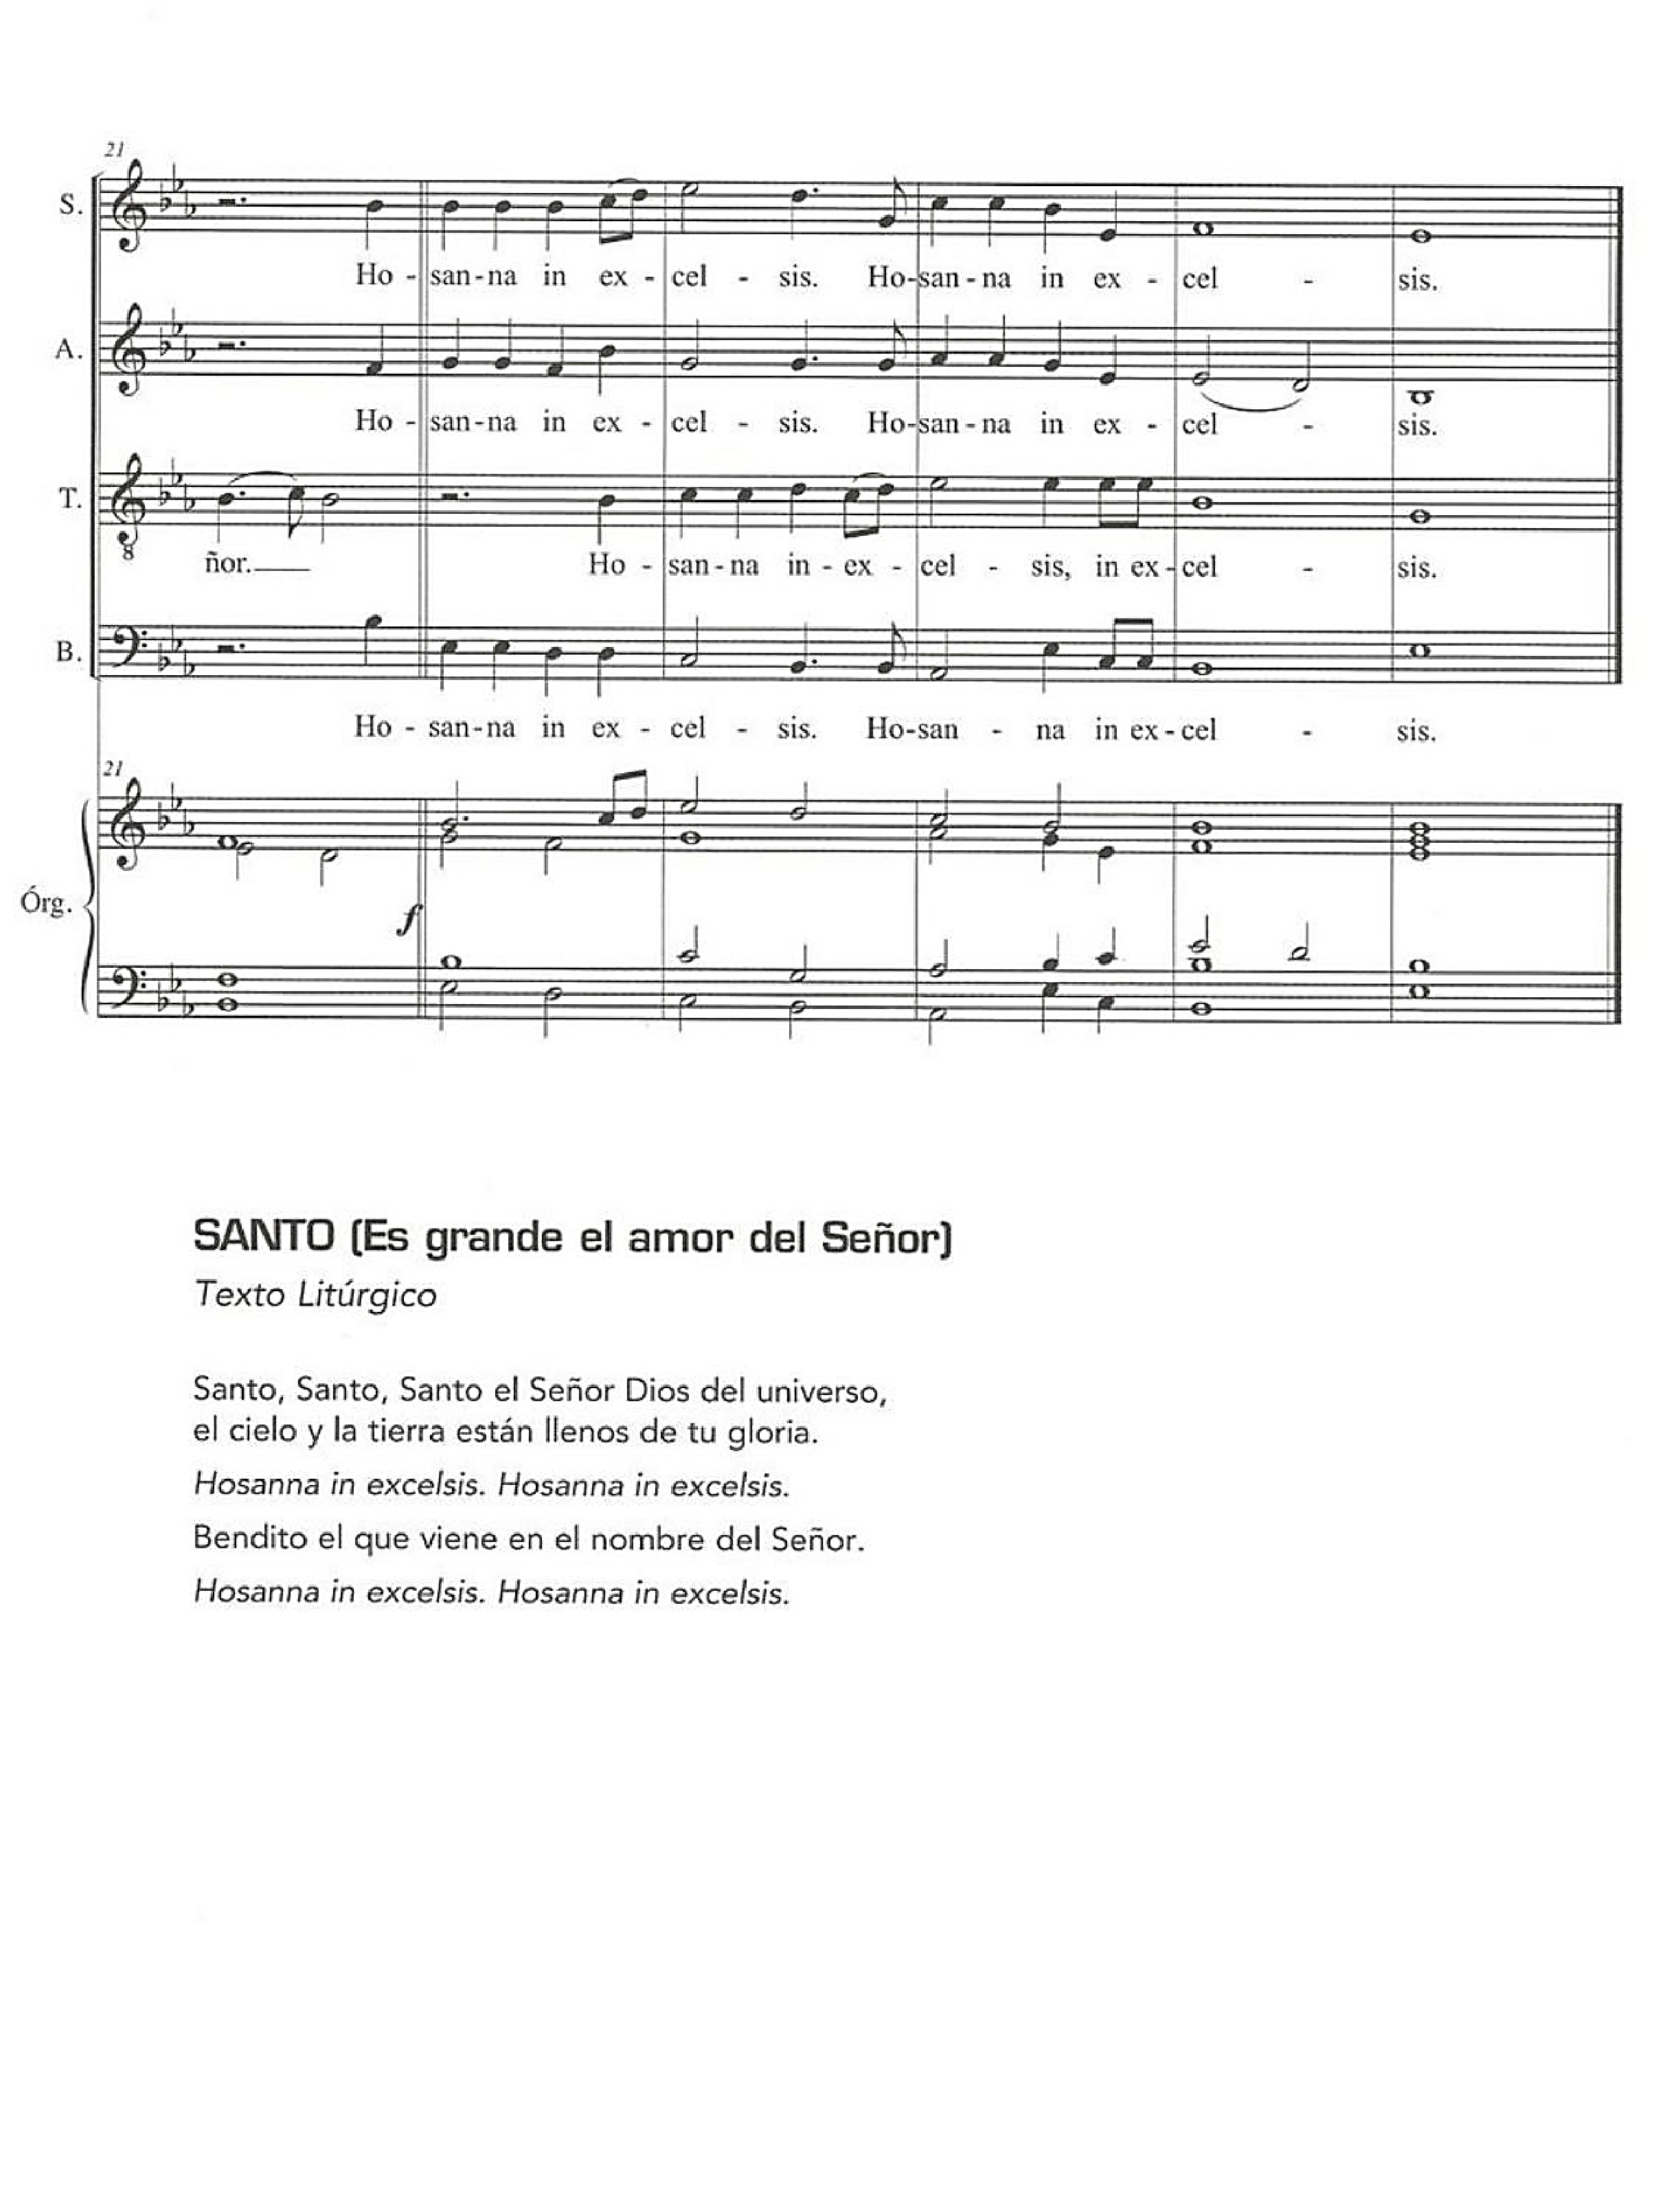 21
S.
Ho - san - na in ex - cel - sis. Ho - san - na in ex - cel - sis.
A.
Ho - san - na in ex - cel - sis. Ho - san - na in ex - cel - sis.
T.
8
ñor. Ho - san - na in - ex - cel - sis, in ex - cel - sis.
B.
Ho - san - na in ex - cel - sis. Ho - san - na in ex - cel - sis.
21
Órg.
f
SANTO (Es grande el amor del Señor)
Texto Litúrgico
Santo, Santo, Santo el Señor Dios del universo,
el cielo y la tierra están llenos de tu gloria.
Hosanna in excelsis. Hosanna in excelsis.
Bendito el que viene en el nombre del Señor.
Hosanna in excelsis. Hosanna in excelsis.